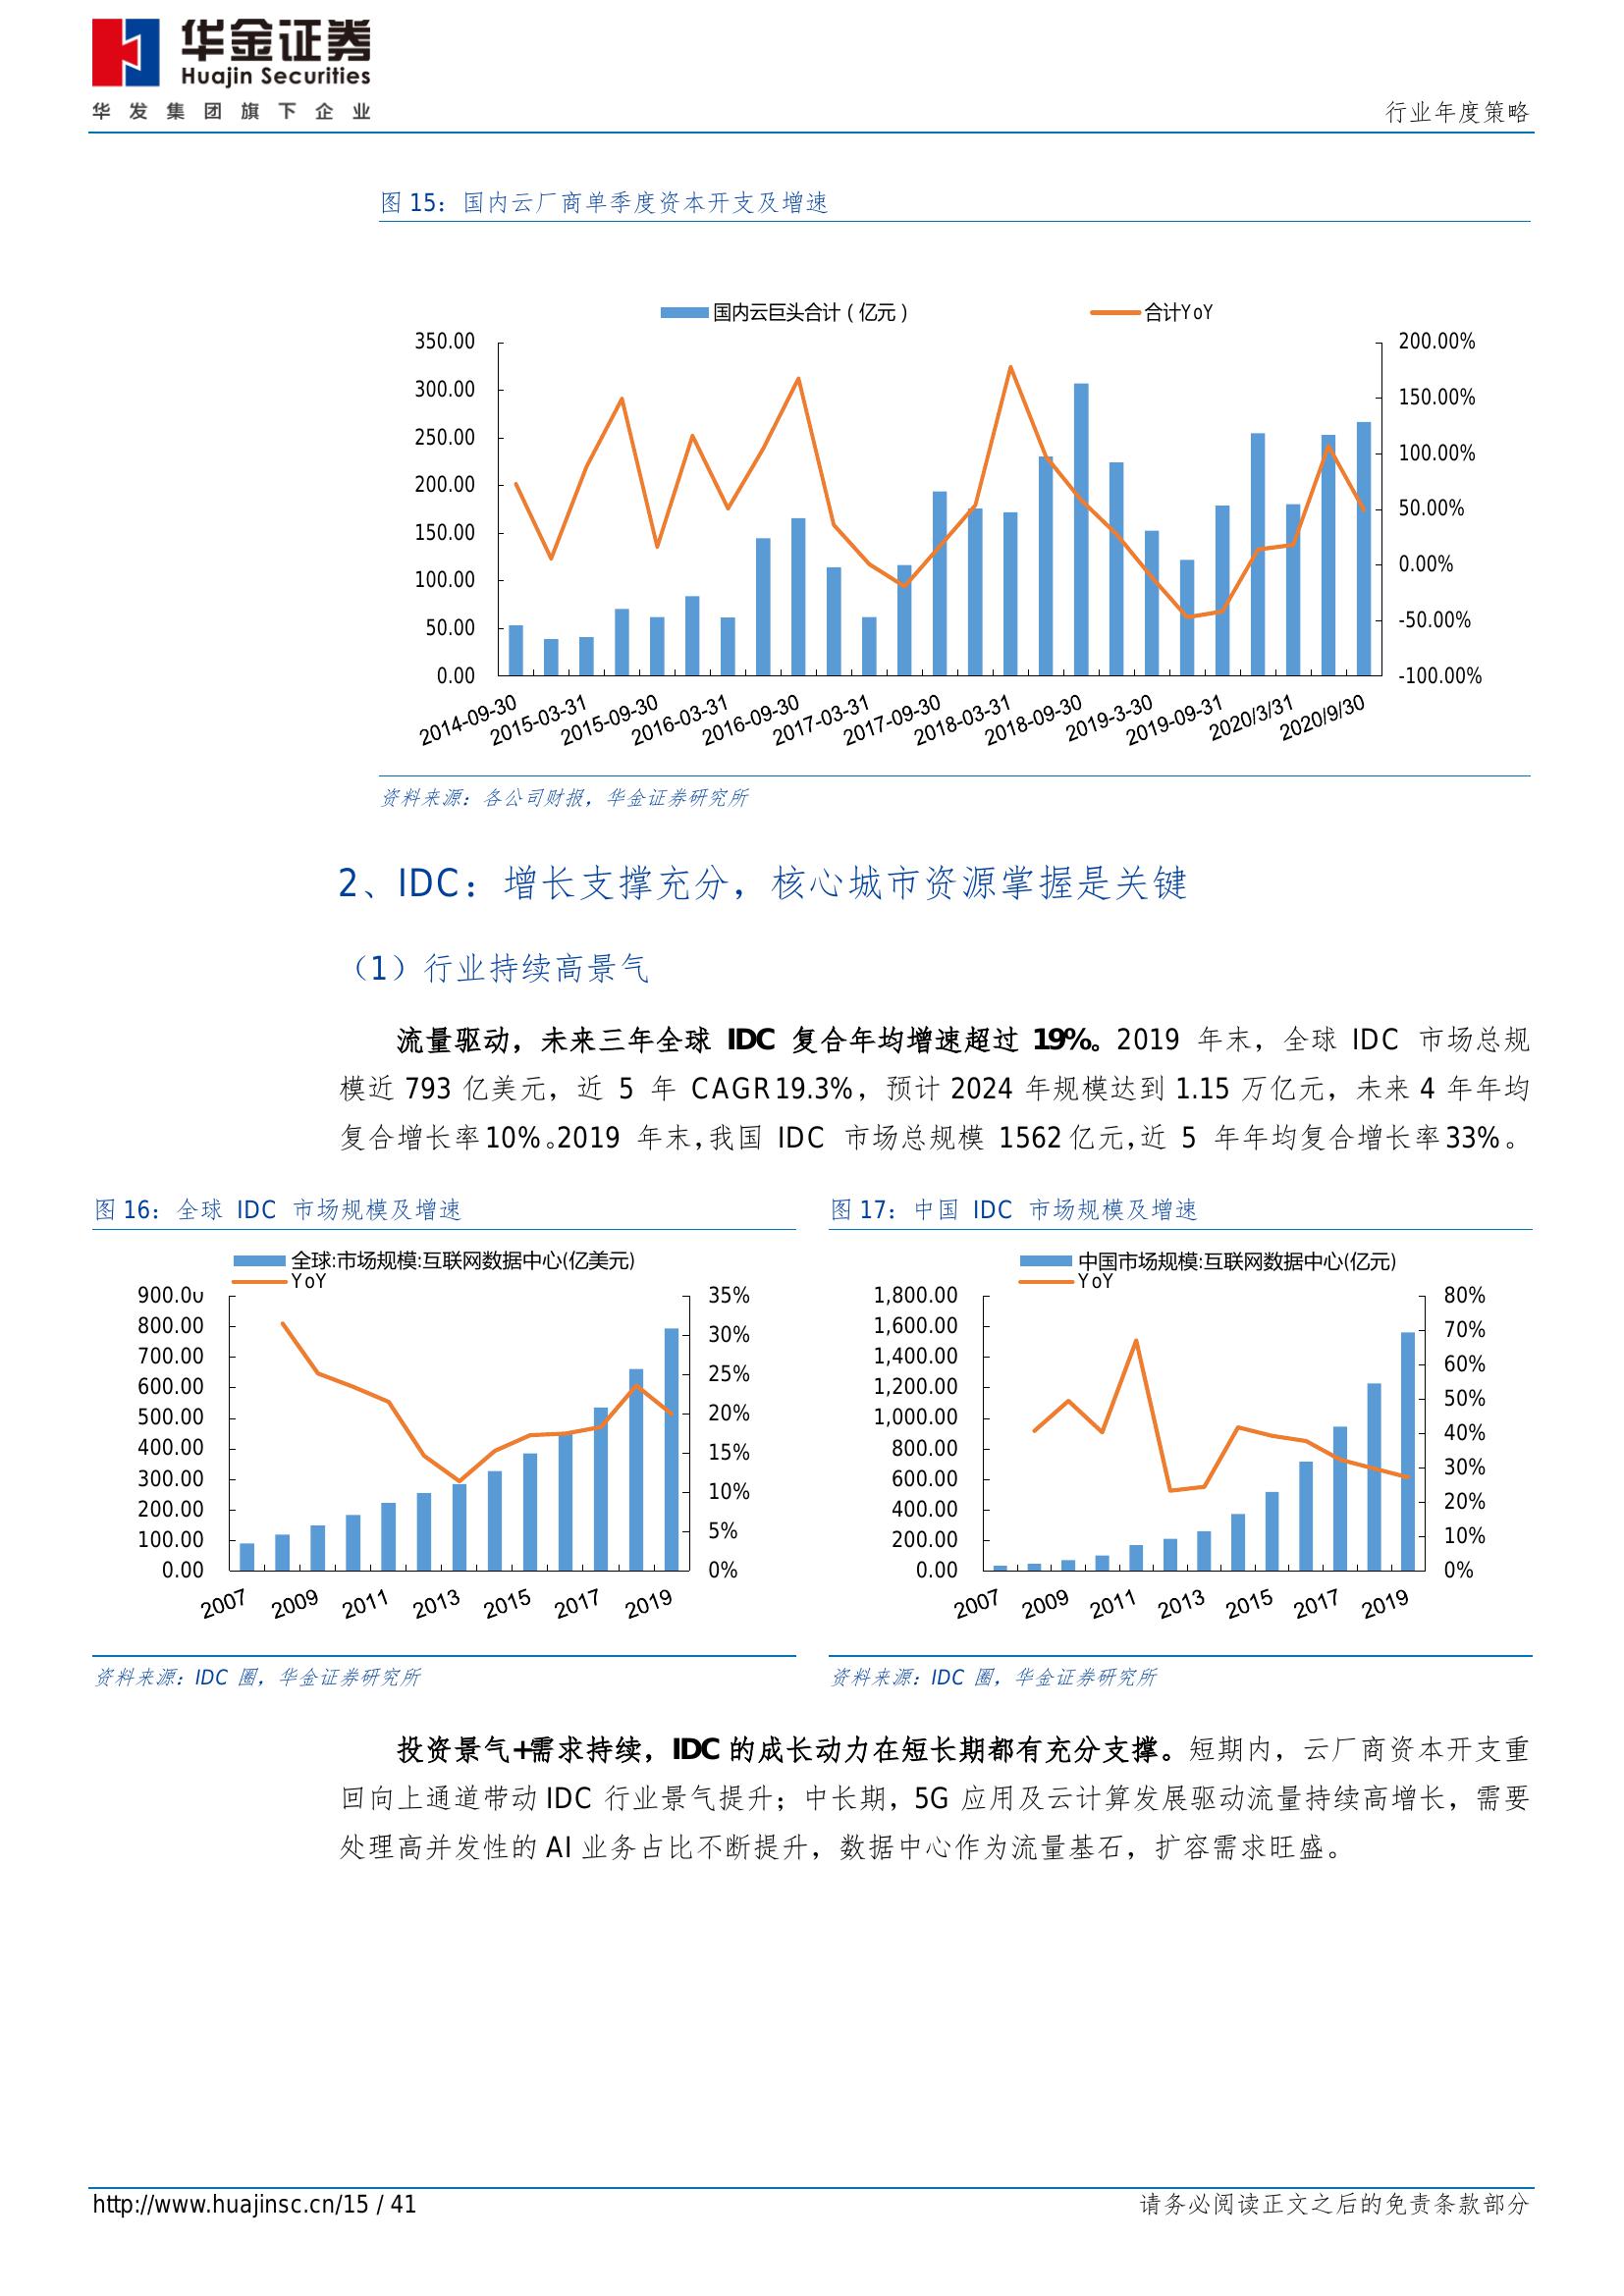 华金证券
Huajin Securities
华发集团旗下企业
行业年度策略
图 15：国内云厂商单季度资本开支及增速
国内云巨头合计（亿元） 合计YoY
350.00 200.00%
300.00 150.00%
250.00 100.00%
200.00 50.00%
150.00 0.00%
100.00 -50.00%
50.00 -100.00%
0.00
2014-09-30 2015-03-31 2015-09-30 2016-03-31 2016-09-30 2017-03-31 2017-09-30 2018-03-31 2018-09-30 2019-3-30 2019-09-31 2020/3/31 2020/9/30
资料来源：各公司财报，华金证券研究所
2、IDC：增长支撑充分，核心城市资源掌握是关键
（1）行业持续高景气
流量驱动，未来三年全球 IDC 复合年均增速超过 19%。2019 年末，全球 IDC 市场总规
模近 793 亿美元，近 5 年 CAGR19.3%，预计 2024 年规模达到 1.15 万亿元，未来 4 年年均
复合增长率10%。2019 年末，我国 IDC 市场总规模 1562亿元，近 5 年年均复合增长率33%。
图 16：全球 IDC 市场规模及增速
全球:市场规模:互联网数据中心(亿美元)
YoY
900.00 35%
800.00 30%
700.00 25%
600.00 20%
500.00 15%
400.00 10%
300.00 5%
200.00 0%
100.00
0.00
2007 2009 2011 2013 2015 2017 2019
资料来源：IDC 圈，华金证券研究所
图 17：中国 IDC 市场规模及增速
中国市场规模:互联网数据中心(亿元)
YoY
1,800.00 80%
1,600.00 70%
1,400.00 60%
1,200.00 50%
1,000.00 40%
800.00 30%
600.00 20%
400.00 10%
200.00 0%
0.00
2007 2009 2011 2013 2015 2017 2019
资料来源：IDC 圈，华金证券研究所
投资景气+需求持续，IDC 的成长动力在短长期都有充分支撑。短期内，云厂商资本开支重
回向上通道带动 IDC 行业景气提升；中长期，5G 应用及云计算发展驱动流量持续高增长，需要
处理高并发性的 AI 业务占比不断提升，数据中心作为流量基石，扩容需求旺盛。
http://www.huajinsc.cn/15 / 41
请务必阅读正文之后的免责条款部分